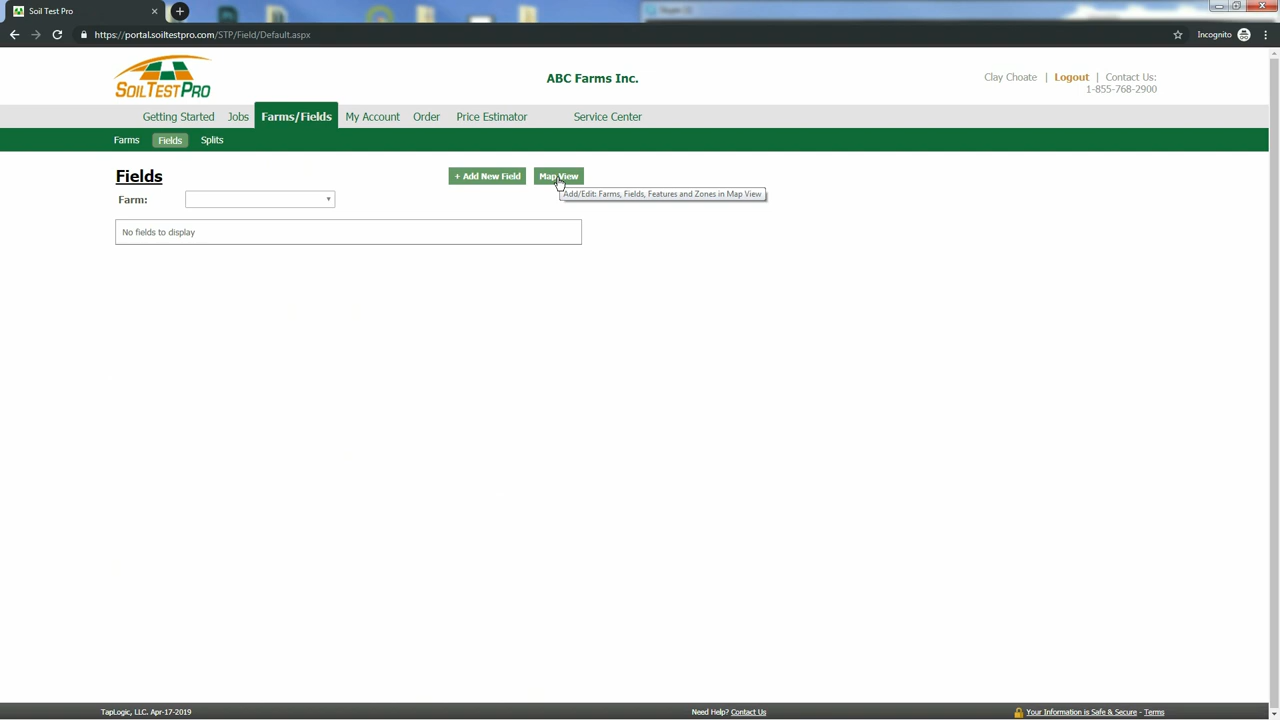 Soil Test Pro
https://portal.soiltestpro.com/STP/Field/Default.aspx
Incognito
SOILTESTPRO
ABC Farms Inc.
Clay Choate | Logout | Contact Us:
1-855-768-2900
Getting Started Jobs Farms/Fields My Account Order Price Estimator Service Center
Farms Fields Splits
Fields
+ Add New Field
Map View
Add/Edit: Farms, Fields, Features and Zones in Map View
Farm:
No fields to display
TapLogic, LLC. Apr-17-2019 Need Help? Contact Us Your Information is Safe & Secure - Terms